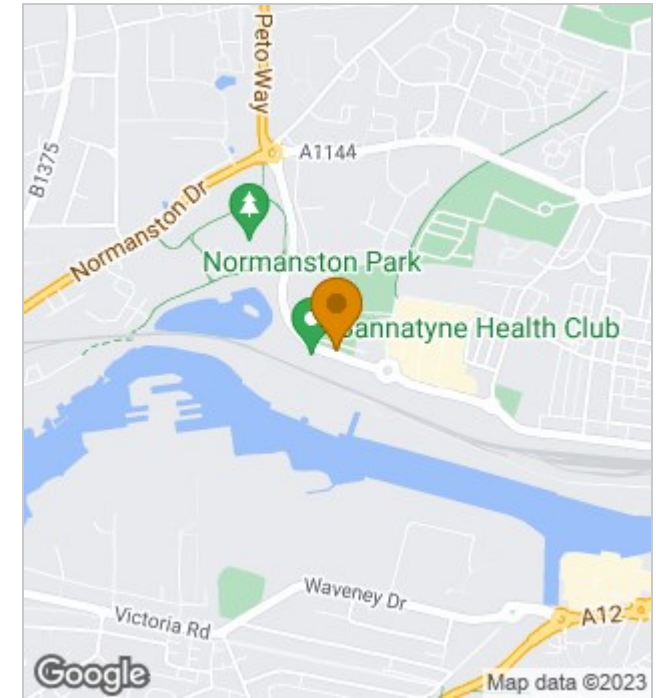 Peto Way
A1144
B1375
Normanston Dr
Normanston Park
annatyne Health Club
Waveney Dr
Victoria Rd
A12
Google
Map data ©2023